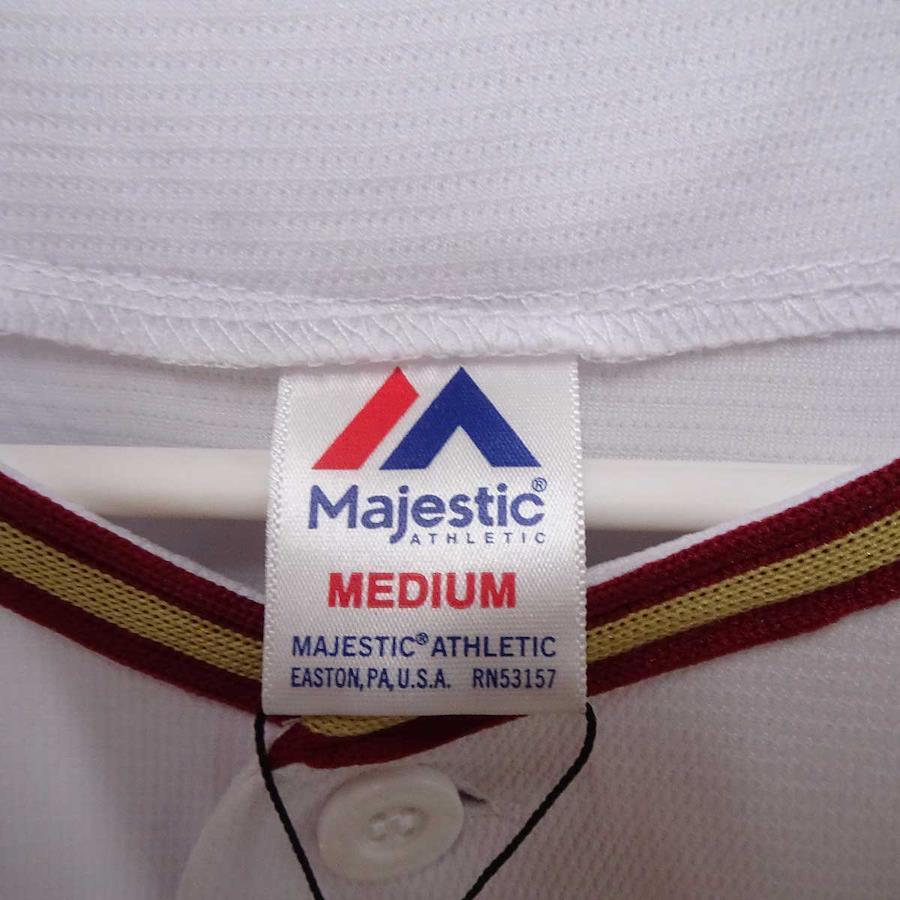 Majestic®
ATHLETIC
MEDIUM
MAJESTIC® ATHLETIC
EASTON, PA, U.S.A. RN53157